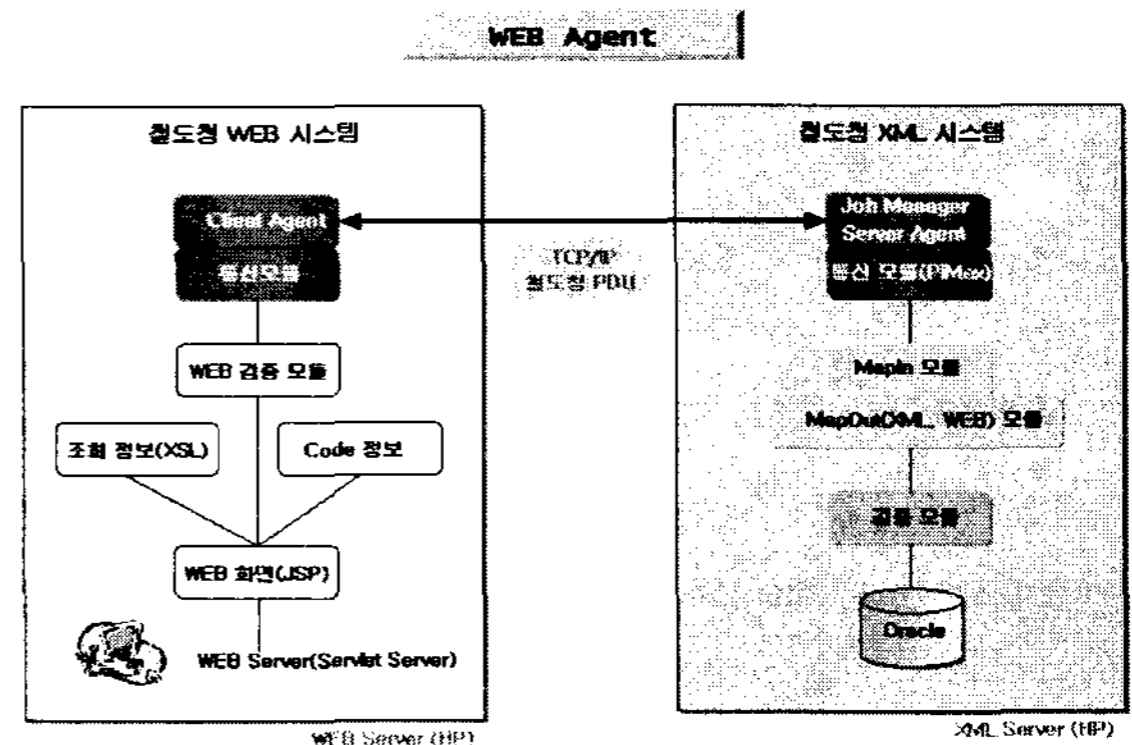 WEB Agent
철도청 WEB 시스템
Client Agent
통신모듈
WEB 검증 모듈
조회 정보(XSL)
Code 정보
WEB 화면(JSP)
WEB Server(Servlet Server)
WEB Server (HP)
TCP/IP
철도청 PDU
철도청 XML 시스템
Job Manager
Server Agent
통신 모듈(PIMex)
MapIn 모듈
MapOut(XML, WEB) 모듈
모듈
Oracle
XML Server (HP)